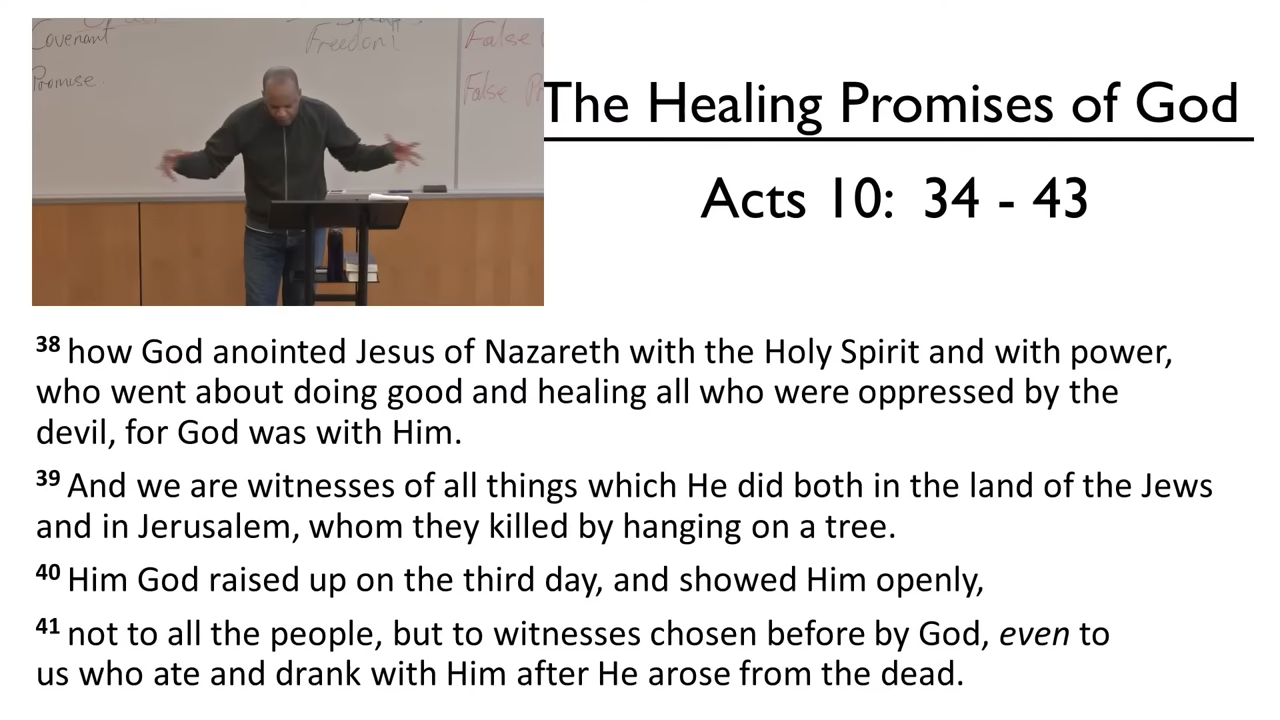 Covenant
Freedom!
False
Promise
False
The Healing Promises of God
Acts 10: 34 - 43
38 how God anointed Jesus of Nazareth with the Holy Spirit and with power,
who went about doing good and healing all who were oppressed by the
devil, for God was with Him.
39 And we are witnesses of all things which He did both in the land of the Jews
and in Jerusalem, whom they killed by hanging on a tree.
40 Him God raised up on the third day, and showed Him openly,
41 not to all the people, but to witnesses chosen before by God, even to
us who ate and drank with Him after He arose from the dead.